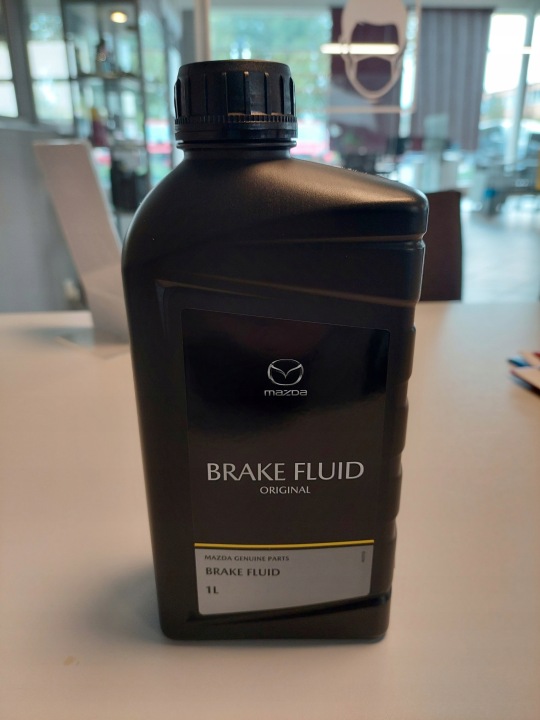 mazda
BRAKE FLUID
ORIGINAL
MAZDA GENUINE PARTS
BRAKE FLUID
1L